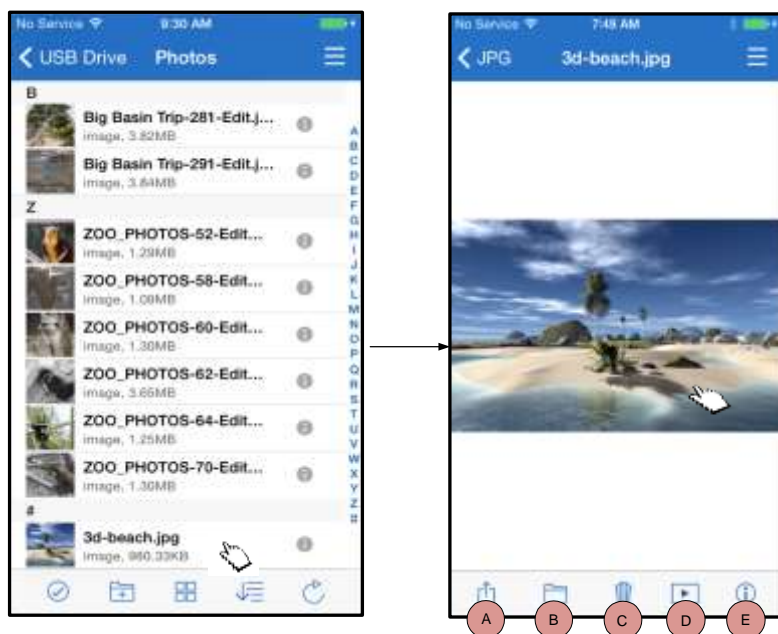 No Service 9:30 AM
USB Drive Photos
B
Big Basin Trip-281-Edit.j...
image, 3.82MB
Big Basin Trip-291-Edit.j...
image, 3.84MB
Z
ZOO_PHOTOS-52-Edit...
image, 1.29MB
ZOO_PHOTOS-58-Edit...
image, 1.09MB
ZOO_PHOTOS-60-Edit...
image, 1.30MB
ZOO_PHOTOS-62-Edit...
image, 3.65MB
ZOO_PHOTOS-64-Edit...
image, 1.25MB
ZOO_PHOTOS-70-Edit...
image, 1.30MB
#
3d-beach.jpg
image, 960.33KB
A
B
C
D
E
F
G
H
I
J
K
L
M
N
O
P
Q
R
S
T
U
V
W
X
Y
Z
#
No Service 7:48 AM
JPG 3d-beach.jpg
A B C D E